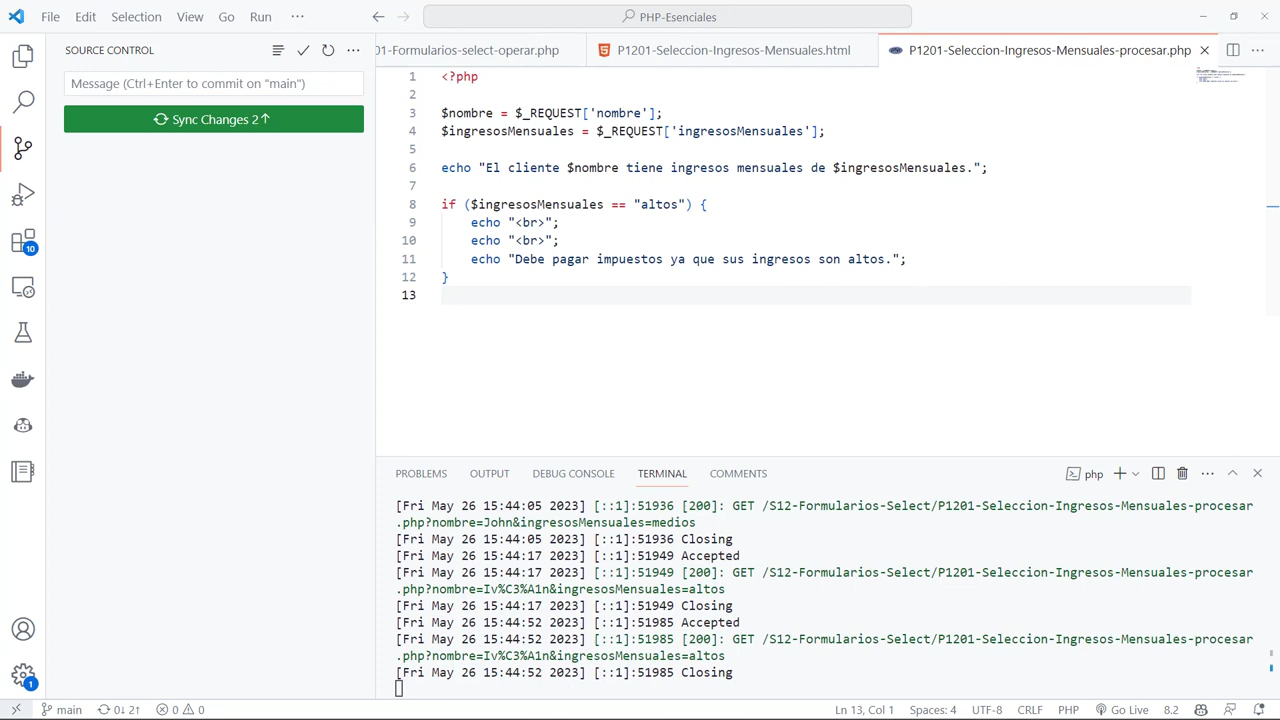 File Edit Selection View Go Run ··· PHP-Esenciales
SOURCE CONTROL
Message (Ctrl+Enter to commit on "main")
Sync Changes 2↑
10
1
01-Formularios-select-operar.php P1201-Seleccion-Ingresos-Mensuales.html P1201-Seleccion-Ingresos-Mensuales-procesar.php
1 <?php
2
3 $nombre = $_REQUEST['nombre'];
4 $ingresosMensuales = $_REQUEST['ingresosMensuales'];
5
6 echo "El cliente $nombre tiene ingresos mensuales de $ingresosMensuales.";
7
8 if ($ingresosMensuales == "altos") {
9 echo "<br>";
10 echo "<br>";
11 echo "Debe pagar impuestos ya que sus ingresos son altos.";
12 }
13
PROBLEMS OUTPUT DEBUG CONSOLE TERMINAL COMMENTS php
[Fri May 26 15:44:05 2023] [::1]:51936 [200]: GET /S12-Formularios-Select/P1201-Seleccion-Ingresos-Mensuales-procesar
.php?nombre=John&ingresosMensuales=medios
[Fri May 26 15:44:05 2023] [::1]:51936 Closing
[Fri May 26 15:44:17 2023] [::1]:51949 Accepted
[Fri May 26 15:44:17 2023] [::1]:51949 [200]: GET /S12-Formularios-Select/P1201-Seleccion-Ingresos-Mensuales-procesar
.php?nombre=Iv%C3%A1n&ingresosMensuales=altos
[Fri May 26 15:44:17 2023] [::1]:51949 Closing
[Fri May 26 15:44:52 2023] [::1]:51985 Accepted
[Fri May 26 15:44:52 2023] [::1]:51985 [200]: GET /S12-Formularios-Select/P1201-Seleccion-Ingresos-Mensuales-procesar
.php?nombre=Iv%C3%A1n&ingresosMensuales=altos
[Fri May 26 15:44:52 2023] [::1]:51985 Closing
main 0↓ 2↑ 0 0 Ln 13, Col 1 Spaces: 4 UTF-8 CRLF PHP Go Live 8.2